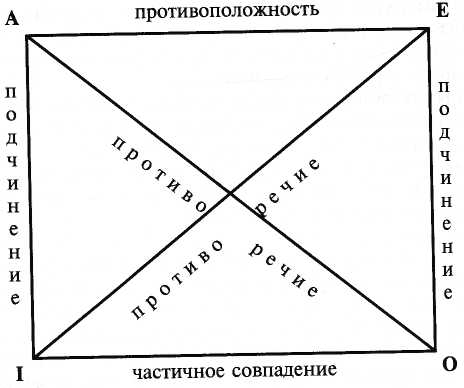 противоположность
A E
подчинение
подчинение
противо речие
противо речие
I O
частичное совпадение